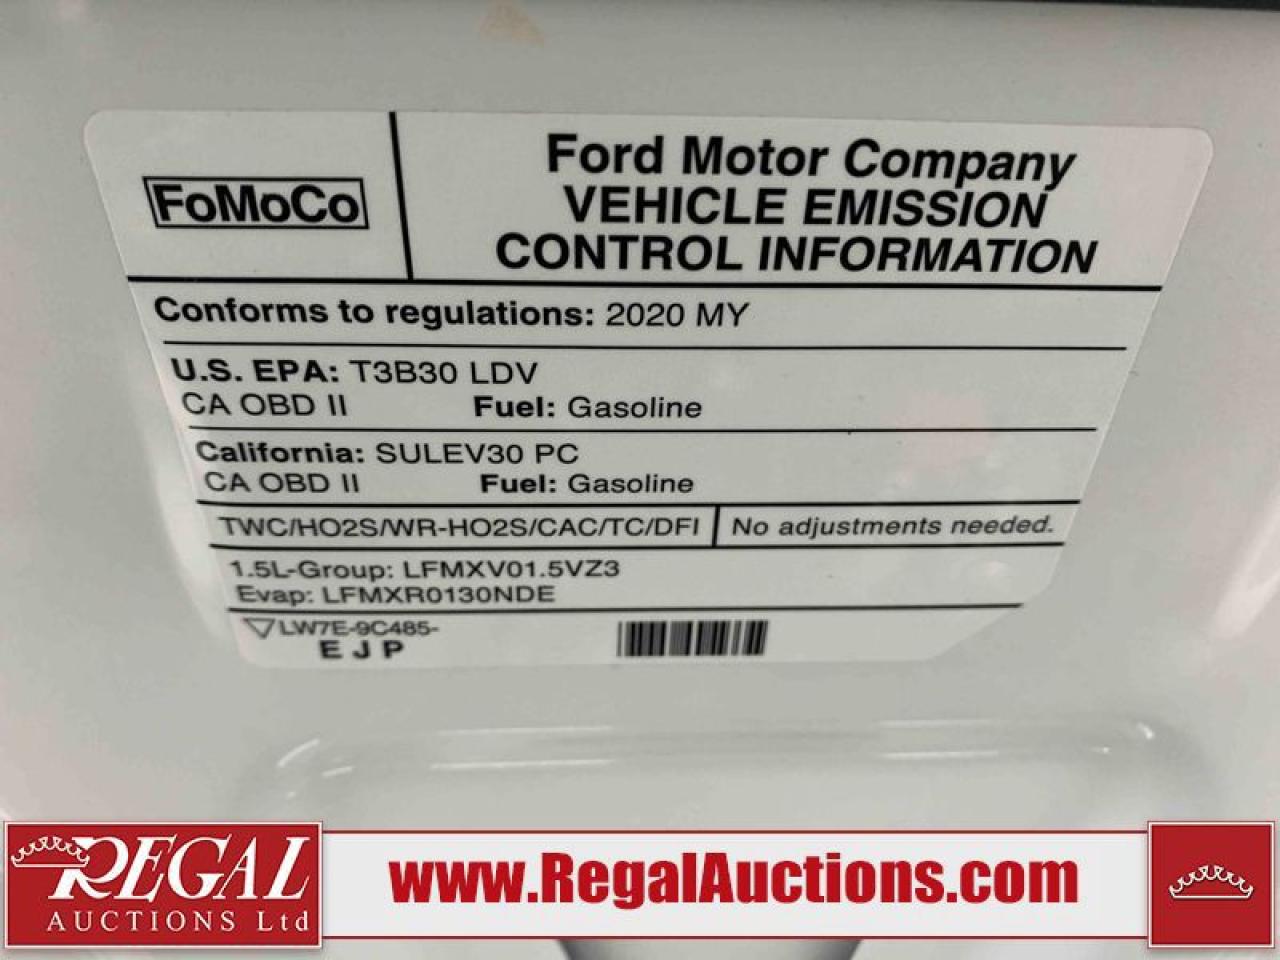 FoMoCo
Ford Motor Company
VEHICLE EMISSION
CONTROL INFORMATION
Conforms to regulations: 2020 MY
U.S. EPA: T3B30 LDV
CA OBD II Fuel: Gasoline
California: SULEV30 PC
CA OBD II Fuel: Gasoline
TWC/HO2S/WR-HO2S/CAC/TC/DFI No adjustments needed.
1.5L-Group: LFMXV01.5VZ3
Evap: LFMXR0130NDE
LW7E-9C485-
E J P
REGAL
AUCTIONS Ltd
www.RegalAuctions.com